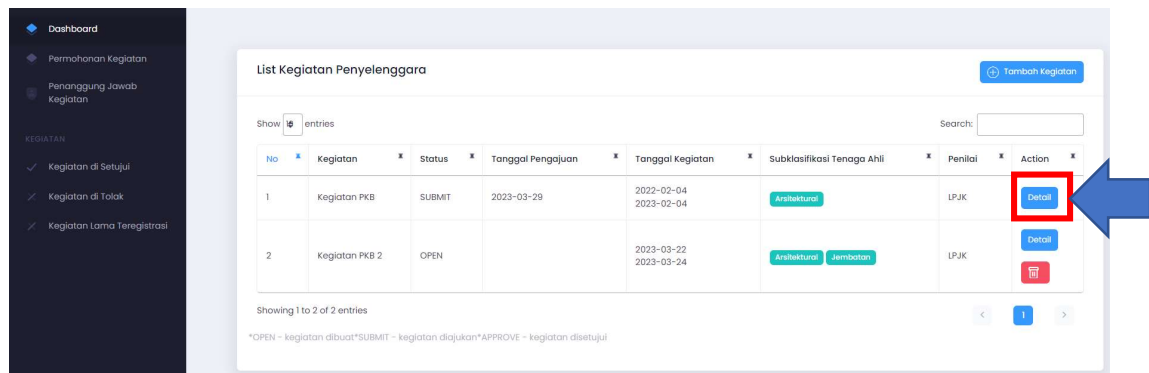 Dashboard
Permohonan Kegiatan
Penanggung Jawab
Kegiatan
KEGIATAN
Kegiatan di Setujui
Kegiatan di Tolak
Kegiatan Lama Teregistrasi
List Kegiatan Penyelenggara
Tambah Kegiatan
Show entries
Search:
No Kegiatan Status Tanggal Pengajuan Tanggal Kegiatan Subklasifikasi Tenaga Ahli Penilai Action
1 Kegiatan PKB SUBMIT 2023-03-29 2022-02-04 Arsitektural LPJK Detail
2023-02-04
2 Kegiatan PKB 2 OPEN 2023-03-22 Arsitektural Jembatan LPJK Detail
2023-03-24
Showing 1 to 2 of 2 entries
< 1 >
*OPEN - kegiatan dibuat*SUBMIT - kegiatan diajukan*APPROVE - kegiatan disetujui